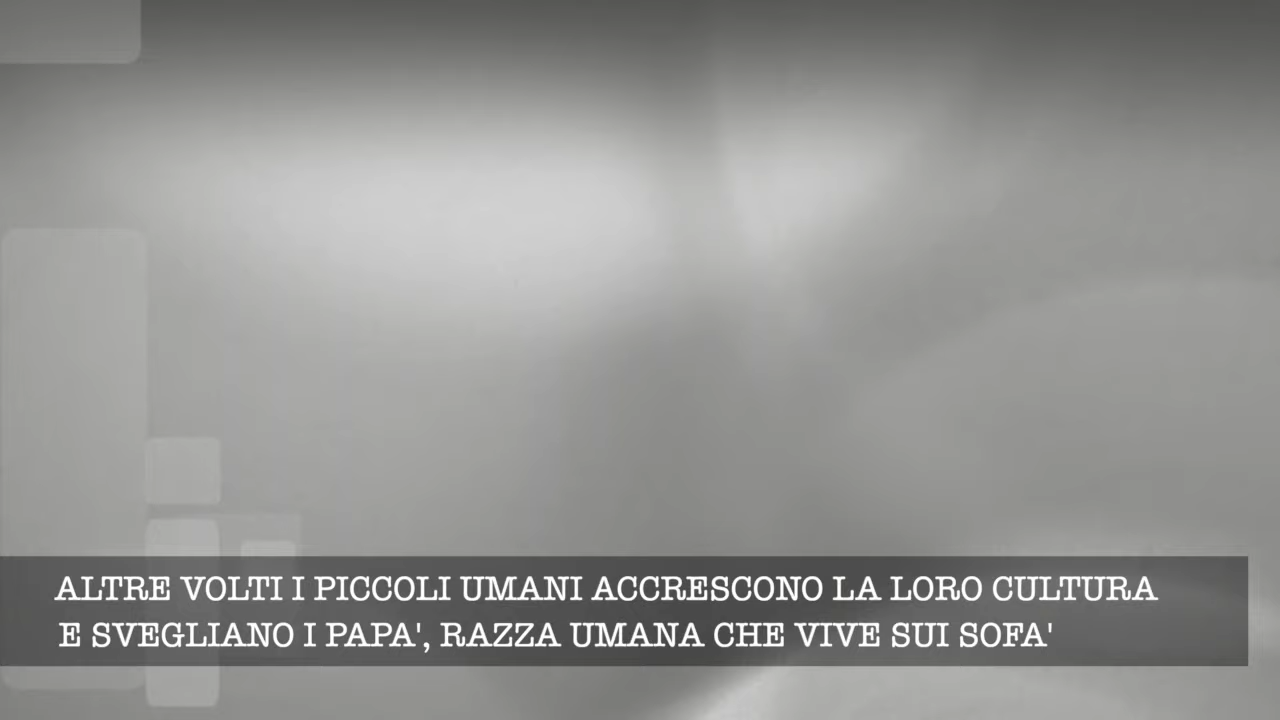 ALTRE VOLTI I PICCOLI UMANI ACCRESCONO LA LORO CULTURA
E SVEGLIANO I PAPA', RAZZA UMANA CHE VIVE SUI SOFA'